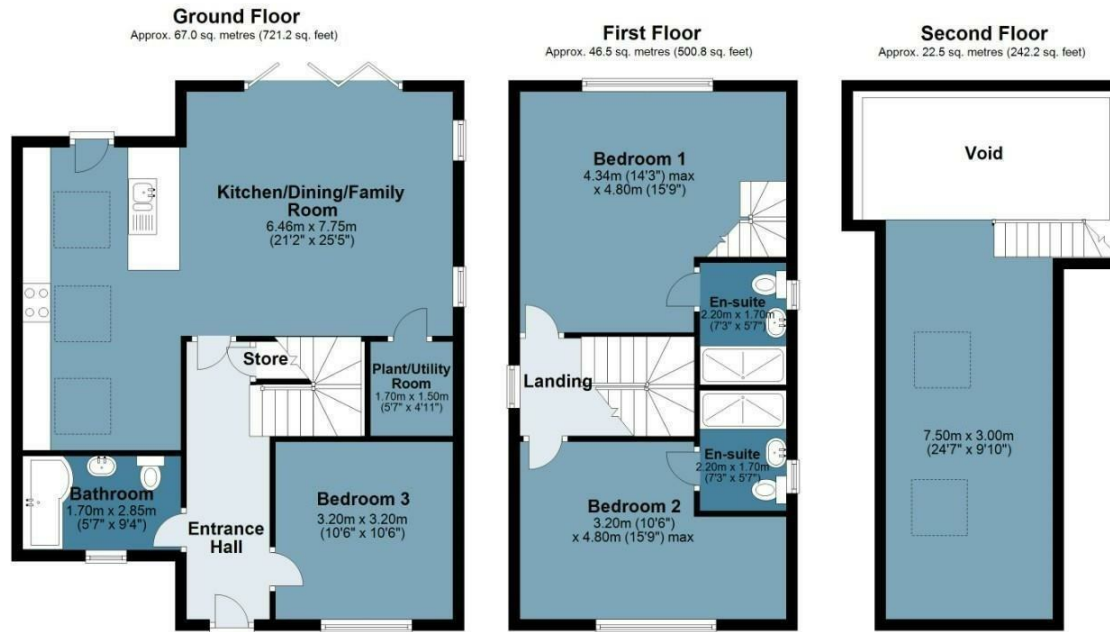 Ground Floor
Approx. 67.0 sq. metres (721.2 sq. feet)
Kitchen/Dining/Family
Room
6.46m x 7.75m
(21'2" x 25'5")
Store
Plant/Utility
Room
1.70m x 1.50m
(5'7" x 4'11")
Bathroom
1.70m x 2.85m
(5'7" x 9'4")
Entrance
Hall
Bedroom 3
3.20m x 3.20m
(10'6" x 10'6")
First Floor
Approx. 46.5 sq. metres (500.8 sq. feet)
Bedroom 1
4.34m (14'3") max
x 4.80m (15'9")
En-suite
2.20m x 1.70m
(7'3" x 5'7")
Landing
En-suite
2.20m x 1.70m
(7'3" x 5'7")
Bedroom 2
3.20m (10'6")
x 4.80m (15'9") max
Second Floor
Approx. 22.5 sq. metres (242.2 sq. feet)
Void
7.50m x 3.00m
(24'7" x 9'10")